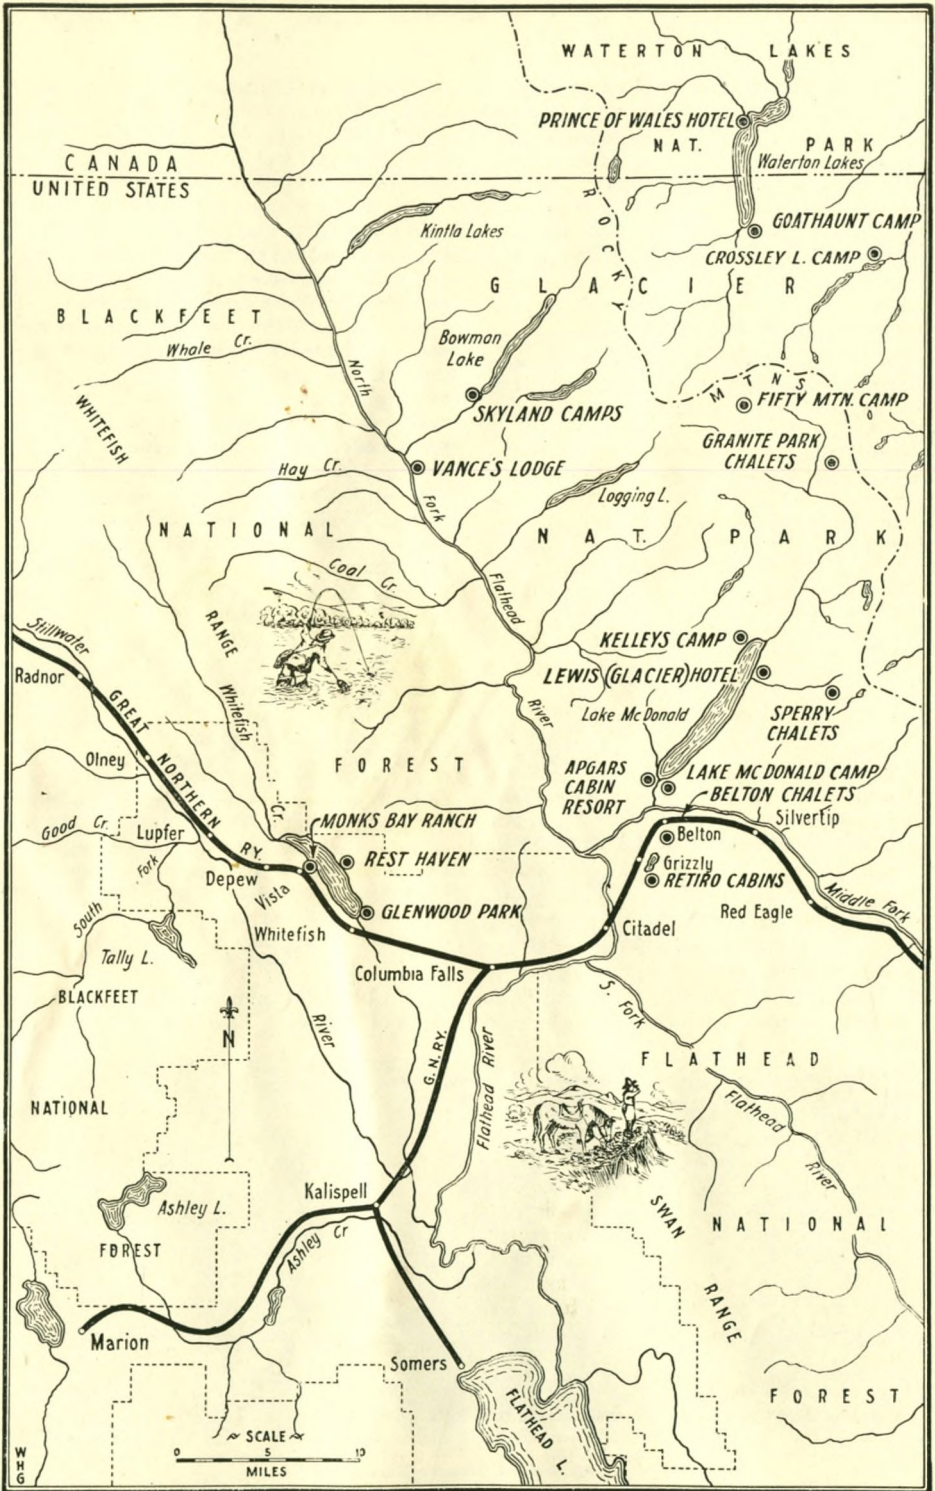 WATERTON LAKES
PRINCE OF WALES HOTEL
NAT. PARK
Waterton Lakes
CANADA
UNITED STATES
GOATHAUNT CAMP
Kintla Lakes
CROSSLEY L. CAMP
ROCKY
GLACIER
BLACKFEET
Bowman
Lake
Whale Cr.
North
MTNS
SKYLAND CAMPS
FIFTY MTN. CAMP
WHITEFISH
GRANITE PARK
CHALETS
VANCE'S LODGE
Hay Cr.
Logging L.
Fork
NATIONAL
NAT. PARK
Coal Cr.
Flathead
Stillwater
RANGE
KELLEYS CAMP
Radnor
LEWIS (GLACIER) HOTEL
GREAT
Whitefish
River
Lake McDonald
SPERRY
CHALETS
Olney
NORTHERN
FOREST
APGARS
CABIN
RESORT
LAKE MCDONALD CAMP
BELTON CHALETS
Cr.
Silvertip
Good Cr.
Lupfer
MONKS BAY RANCH
Belton
RY.
REST HAVEN
Grizzly
Fork
Depew
RETIRO CABINS
Vista
Middle Fork
South
GLENWOOD PARK
Red Eagle
Whitefish
Citadel
Tally L.
Columbia Falls
BLACKFEET
S. Fork
N
River
G. N. RY.
Flathead River
FLATHEAD
NATIONAL
Flathead
River
Kalispell
Ashley L.
SWAN
NATIONAL
Ashley Cr
FOREST
RANGE
Marion
Somers
FLATHEAD L.
FOREST
SCALE
0 5 10
MILES
WHG